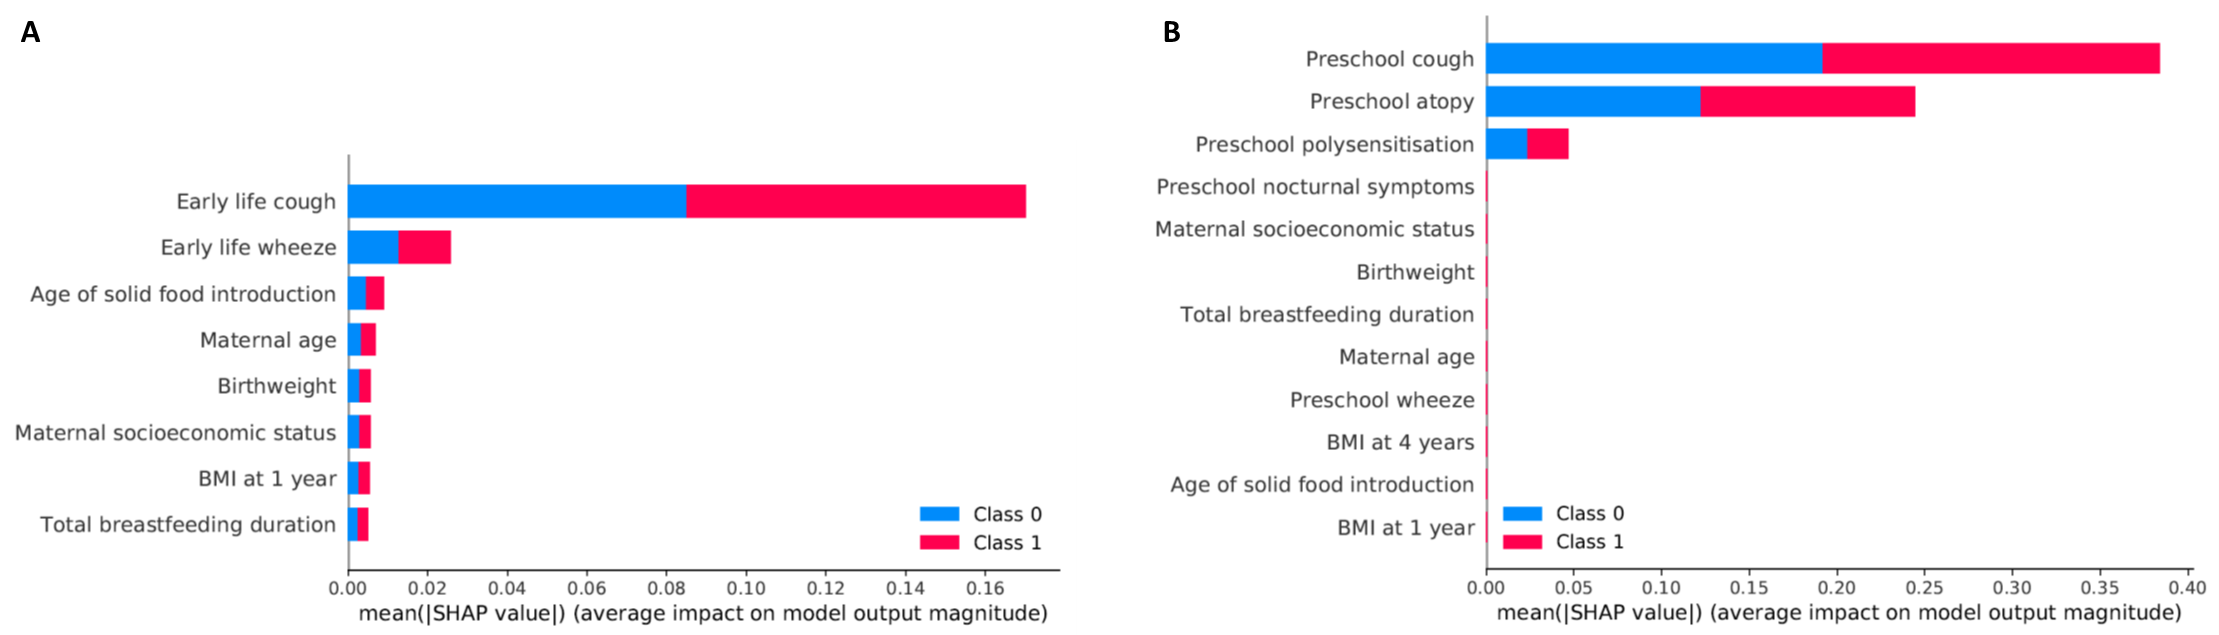 A
Early life cough
Early life wheeze
Age of solid food introduction
Maternal age
Birthweight
Maternal socioeconomic status
BMI at 1 year
Total breastfeeding duration
Class 0
Class 1
0.00 0.02 0.04 0.06 0.08 0.10 0.12 0.14 0.16
mean(|SHAP value|) (average impact on model output magnitude)
B
Preschool cough
Preschool atopy
Preschool polysensitisation
Preschool nocturnal symptoms
Maternal socioeconomic status
Birthweight
Total breastfeeding duration
Maternal age
Preschool wheeze
BMI at 4 years
Age of solid food introduction
BMI at 1 year
Class 0
Class 1
0.00 0.05 0.10 0.15 0.20 0.25 0.30 0.35 0.40
mean(|SHAP value|) (average impact on model output magnitude)